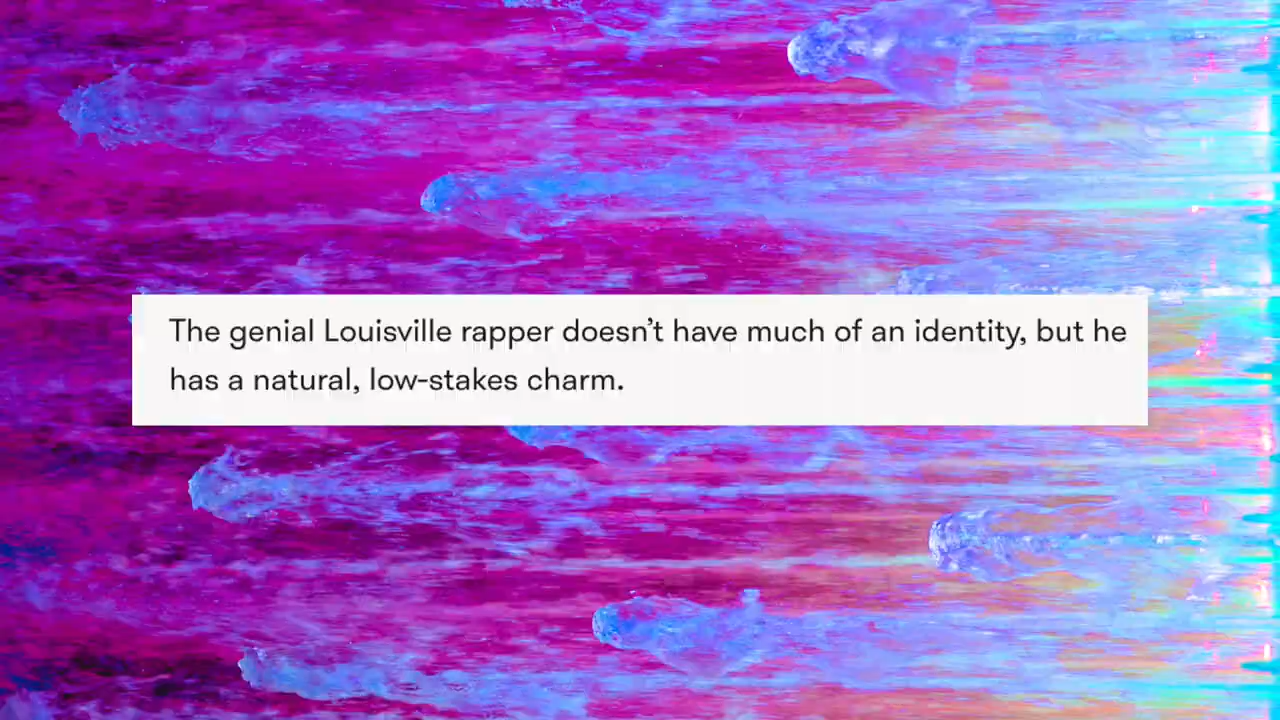 The genial Louisville rapper doesn’t have much of an identity, but he
has a natural, low-stakes charm.